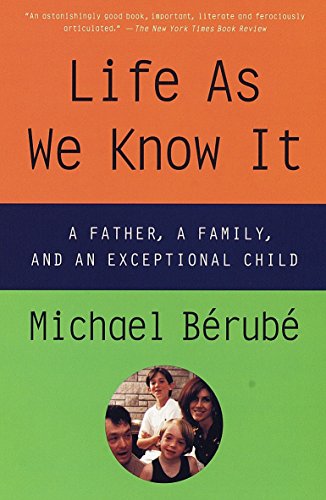 "An astonishingly good book, important, literate and ferociously
articulated." —The New York Times Book Review
Life As
We Know It
A FATHER, A FAMILY,
AND AN EXCEPTIONAL CHILD
Michael Bérubé